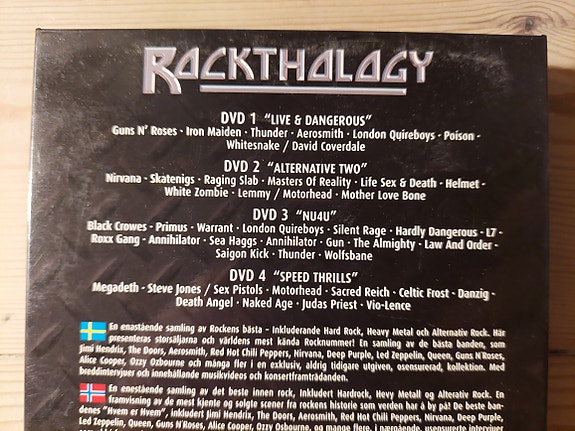 ROCKTHOLOGY
DVD 1 "LIVE & DANGEROUS"
Guns N' Roses - Iron Maiden - Thunder - Aerosmith - London Quireboys - Poison -
Whitesnake / David Coverdale
DVD 2 "ALTERNATIVE TWO"
Nirvana - Skatenigs - Raging Slab - Masters Of Reality - Life Sex & Death - Helmet -
White Zombie - Lemmy / Motorhead - Mother Love Bone
DVD 3 "NU4U"
Black Crowes - Primus - Warrant - London Quireboys - Silent Rage - Hardly Dangerous - L7 -
Roxx Gang - Annihilator - Sea Haggs - Annihilator - Gun - The Almighty - Law And Order -
Saigon Kick - Thunder - Wolfsbane
DVD 4 "SPEED THRILLS"
Megadeth - Steve Jones / Sex Pistols - Motorhead - Sacred Reich - Celtic Frost - Danzig -
Death Angel - Naked Age - Judas Priest - Vio-Lence
En enastående samling av Rockens bästa - Inkluderande Hard Rock, Heavy Metal och Alternativ Rock. Här
presenteras storsäljarna och världens mest kända Rocknummer! En samling av de bästa banden, som
Jimi Hendrix, The Doors, Aerosmith, Red Hot Chili Peppers, Nirvana, Deep Purple, Led Zeppelin, Queen, Guns N'Roses,
Alice Cooper, Ozzy Ozbourne och många fler i en exklusiv, aldrig tidigare utgiven, osensurerad, kollektion. Med
breddintervjuer och innehållande musikvideos och konsertframträdanden.
En enastående samling av det beste innen rock, Inkludert Hardrock, Hevy Metall og Alterativ Rock. En
framvisning av de mest kjente og solgte scener fra rockens historie som verden har å by på! De beste ban-
denes "Hvem er Hvem", inkludert Jimi Hendrix, The Doors, Aerosmith, Red Hot Chili Peppers, Nirvana, Deep Purple,
Led Zeppelin, Queen, Guns N'Roses, Alice Cooper, Ozzy Osbourne, og mange flere, i usensurerte intervjuer